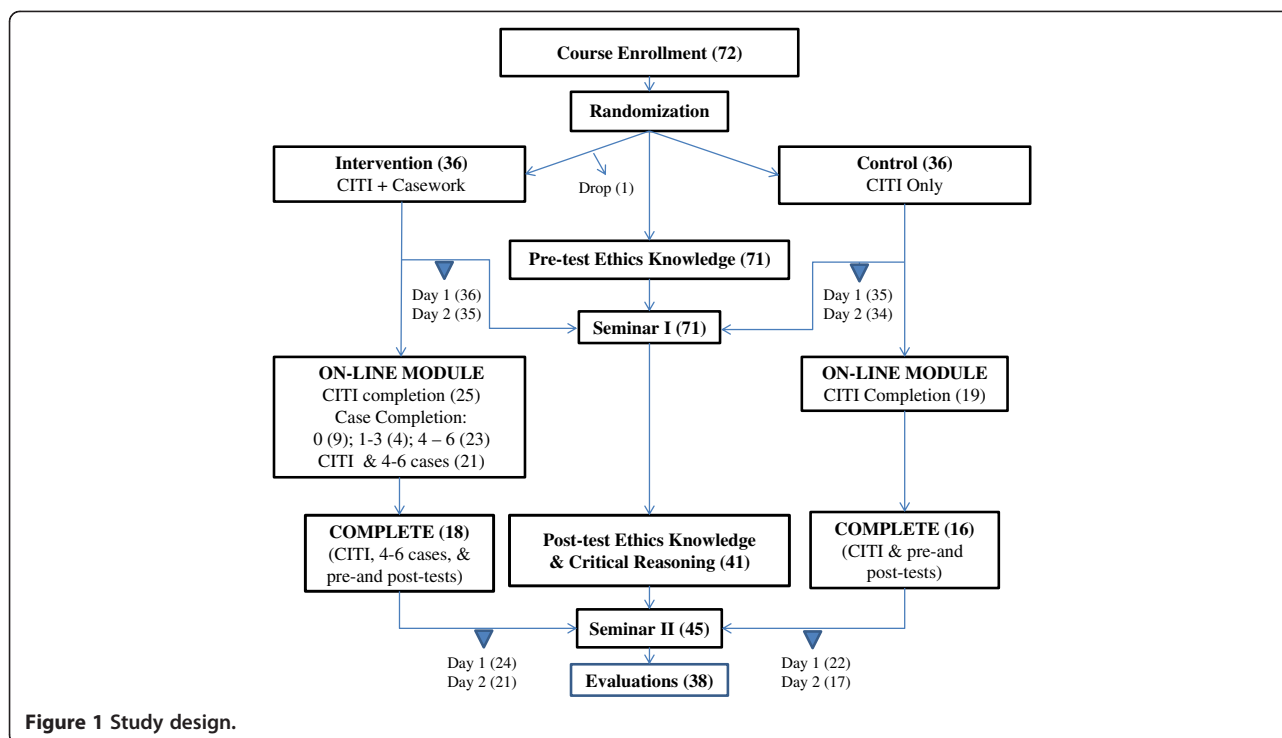 Course Enrollment (72)
Randomization
Intervention (36)
CITI + Casework
Drop (1)
Control (36)
CITI Only
Pre-test Ethics Knowledge (71)
Day 1 (36)
Day 2 (35)
Day 1 (35)
Day 2 (34)
Seminar I (71)
ON-LINE MODULE
CITI completion (25)
Case Completion:
0 (9); 1-3 (4); 4 – 6 (23)
CITI & 4-6 cases (21)
ON-LINE MODULE
CITI Completion (19)
COMPLETE (18)
(CITI, 4-6 cases, &
pre-and post-tests)
Post-test Ethics Knowledge
& Critical Reasoning (41)
COMPLETE (16)
(CITI & pre-and
post-tests)
Seminar II (45)
Day 1 (24)
Day 2 (21)
Day 1 (22)
Day 2 (17)
Evaluations (38)
Figure 1 Study design.